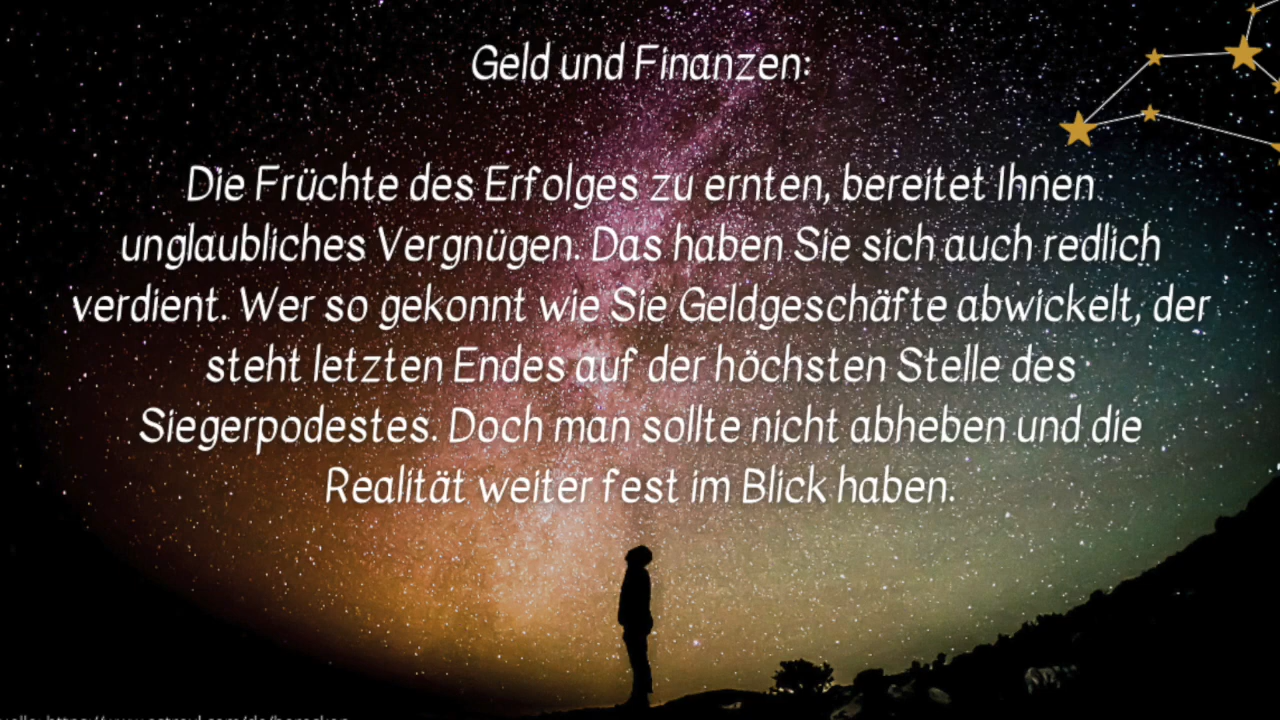 Geld und Finanzen:
Die Früchte des Erfolges zu ernten, bereitet Ihnen
unglaubliches Vergnügen. Das haben Sie sich auch redlich
verdient. Wer so gekonnt wie Sie Geldgeschäfte abwickelt, der
steht letzten Endes auf der höchsten Stelle des
Siegerpodestes. Doch man sollte nicht abheben und die
Realität weiter fest im Blick haben.